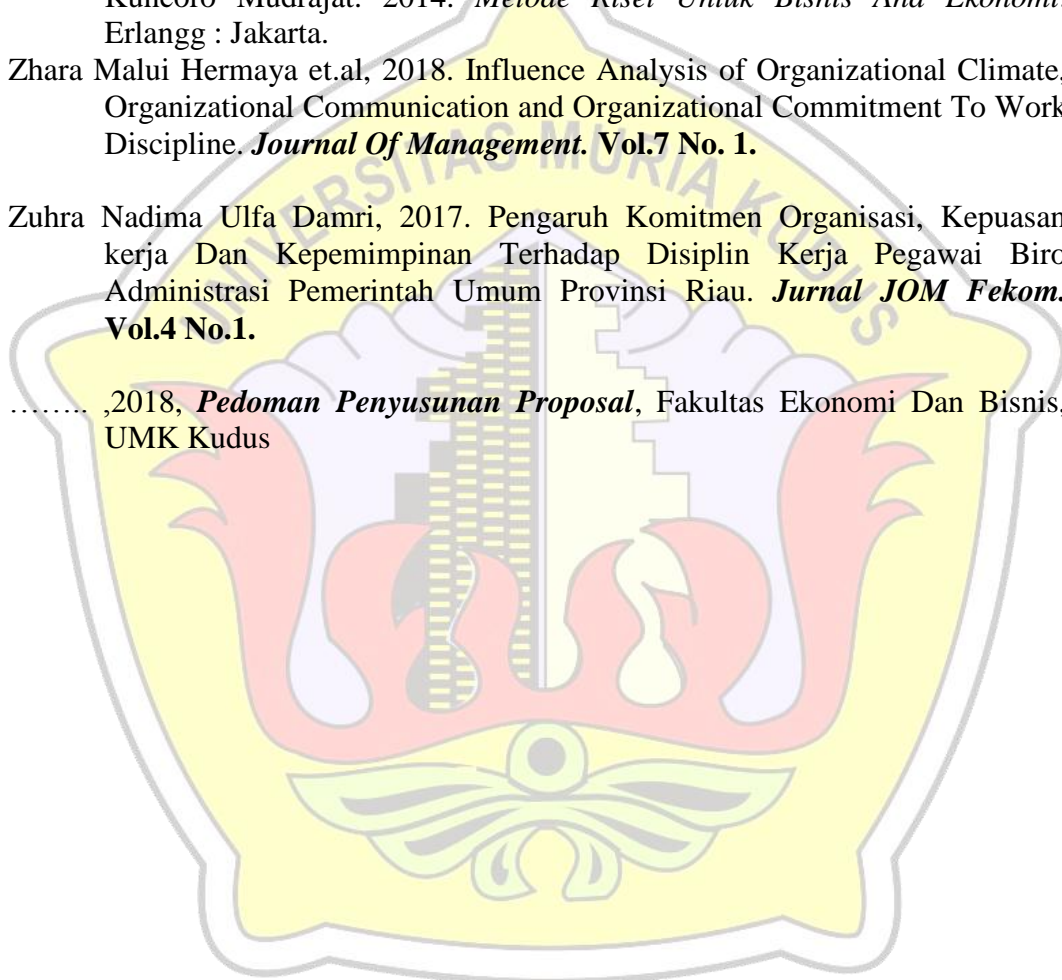 Kuncoro Mudrajat. 2014. Metode Riset Untuk Bisnis And Ekonomi.
Erlangg : Jakarta.
Zhara Malui Hermaya et.al, 2018. Influence Analysis of Organizational Climate,
Organizational Communication and Organizational Commitment To Work
Discipline. Journal Of Management. Vol.7 No. 1.
Zuhra Nadima Ulfa Damri, 2017. Pengaruh Komitmen Organisasi, Kepuasan
kerja Dan Kepemimpinan Terhadap Disiplin Kerja Pegawai Biro
Administrasi Pemerintah Umum Provinsi Riau. Jurnal JOM Fekom.
Vol.4 No.1.
…….. ,2018, Pedoman Penyusunan Proposal, Fakultas Ekonomi Dan Bisnis,
UMK Kudus
UNIVERSITAS MURIA KUDUS